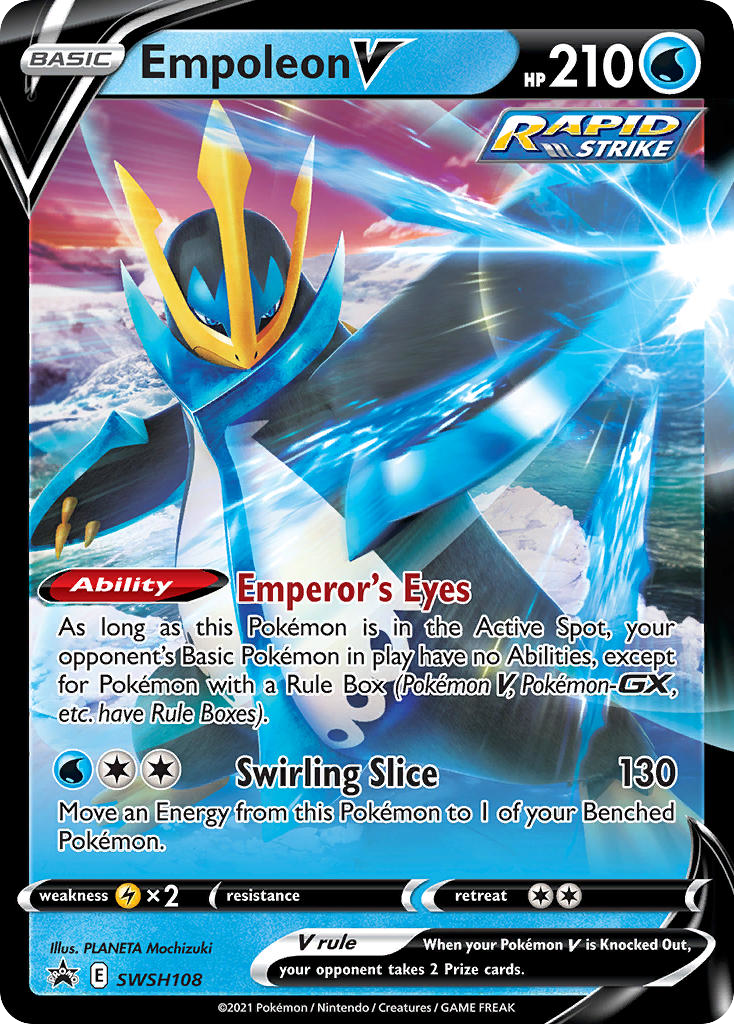 BASIC
Empoleon V
HP 210
RAPID
STRIKE
Ability
Emperor's Eyes
As long as this Pokémon is in the Active Spot, your
opponent's Basic Pokémon in play have no Abilities, except
for Pokémon with a Rule Box (Pokémon V, Pokémon-GX,
etc. have Rule Boxes).
Swirling Slice 130
Move an Energy from this Pokémon to 1 of your Benched
Pokémon.
weakness ×2 resistance retreat
Illus. PLANETA Mochizuki
V rule
When your Pokémon V is Knocked Out,
your opponent takes 2 Prize cards.
PROMO
E
SWSH108
©2021 Pokémon / Nintendo / Creatures / GAME FREAK